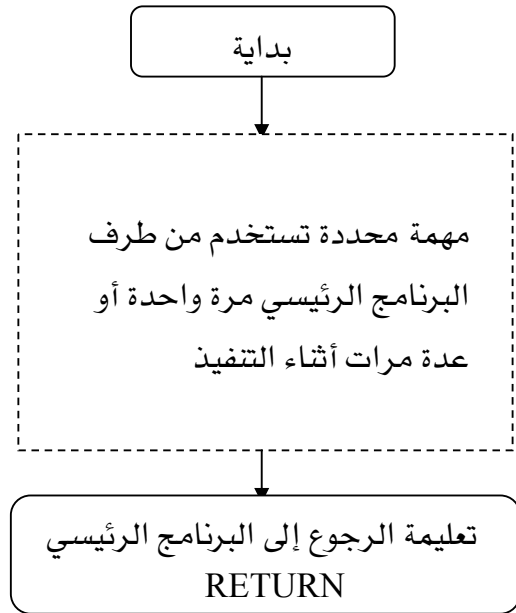 بداية
مهمة محددة تستخدم من طرف
البرنامج الرئيسي مرة واحدة أو
عدة مرات أثناء التنفيذ
تعليمة الرجوع إلى البرنامج الرئيسي
RETURN